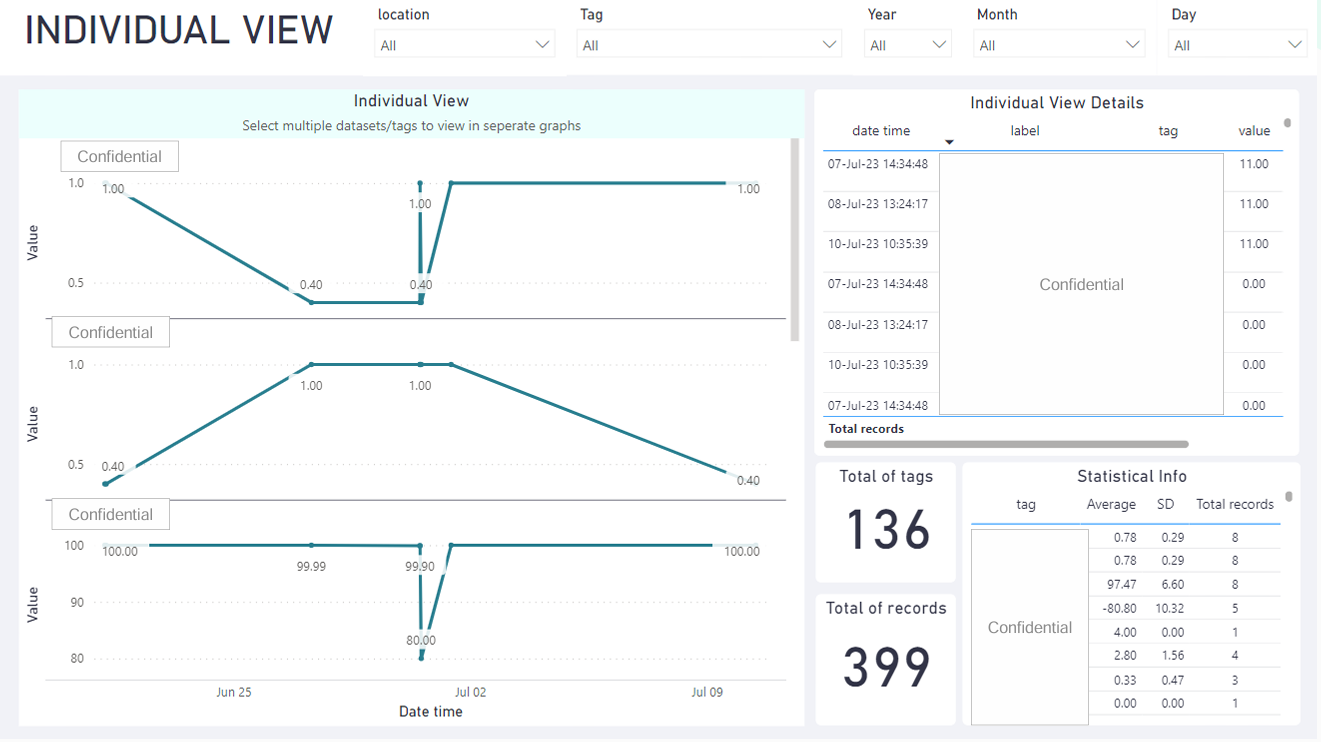 INDIVIDUAL VIEW
location
Tag
Year
Month
Day
All
All
All
All
All
Individual View
Select multiple datasets/tags to view in seperate graphs
Confidential
1.0
0.5
Value
1.00
0.40
1.00
0.40
1.00
Confidential
1.0
0.5
Value
0.40
1.00
1.00
0.40
Confidential
100
90
80
Value
100.00
99.99
99.90
80.00
100.00
Jun 25
Jul 02
Jul 09
Date time
Individual View Details
date time label tag value
07-Jul-23 14:34:48 11.00
08-Jul-23 13:24:17 11.00
10-Jul-23 10:35:39 11.00
07-Jul-23 14:34:48 0.00
08-Jul-23 13:24:17 0.00
10-Jul-23 10:35:39 0.00
07-Jul-23 14:34:48 0.00
Confidential
Total records
Total of tags
136
Total of records
399
Statistical Info
tag Average SD Total records
0.78 0.29 8
0.78 0.29 8
97.47 6.60 8
-80.80 10.32 5
4.00 0.00 1
2.80 1.56 4
0.33 0.47 3
0.00 0.00 1
Confidential